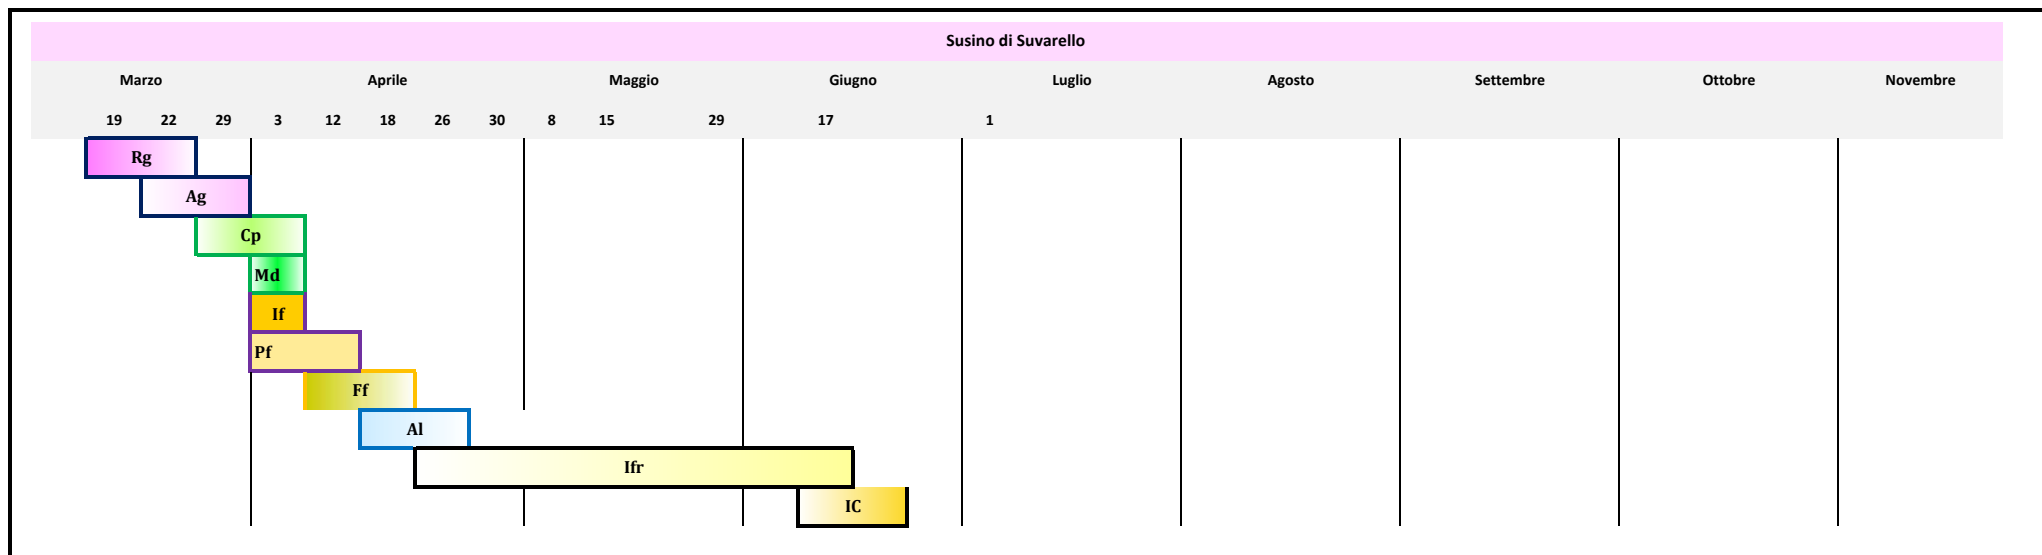 Susino di Suvarello
Marzo Aprile Maggio Giugno Luglio Agosto Settembre Ottobre Novembre
19 22 29 3 12 18 26 30 8 15 29 17 1
Rg
Ag
Cp
Md
If
Pf
Ff
Al
Ifr
IC